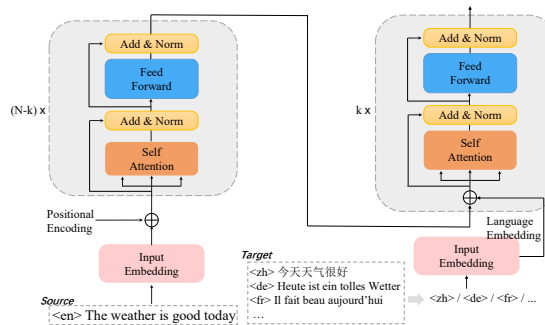 Add & Norm
Feed
Forward
(N-k) x
Add & Norm
Self
Attention
Positional
Encoding
Input
Embedding
Source
<en> The weather is good today
Add & Norm
Feed
Forward
k x
Add & Norm
Self
Attention
Language
Embedding
Input
Embedding
Target
<zh> 今天天气很好
<de> Heute ist ein tolles Wetter
<fr> Il fait beau aujourd'hui
…
<zh> / <de> / <fr> / ...